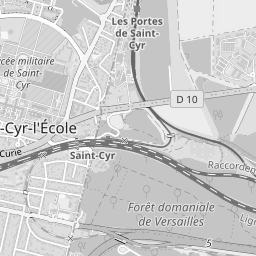 Les Portes
de Saint-
Cyr
ycée militaire
de Saint-
Cyr
D 10
-Cyr-l'École
Curie
Saint-Cyr
Raccordem
Forêt domaniale
de Versailles
Lign
5